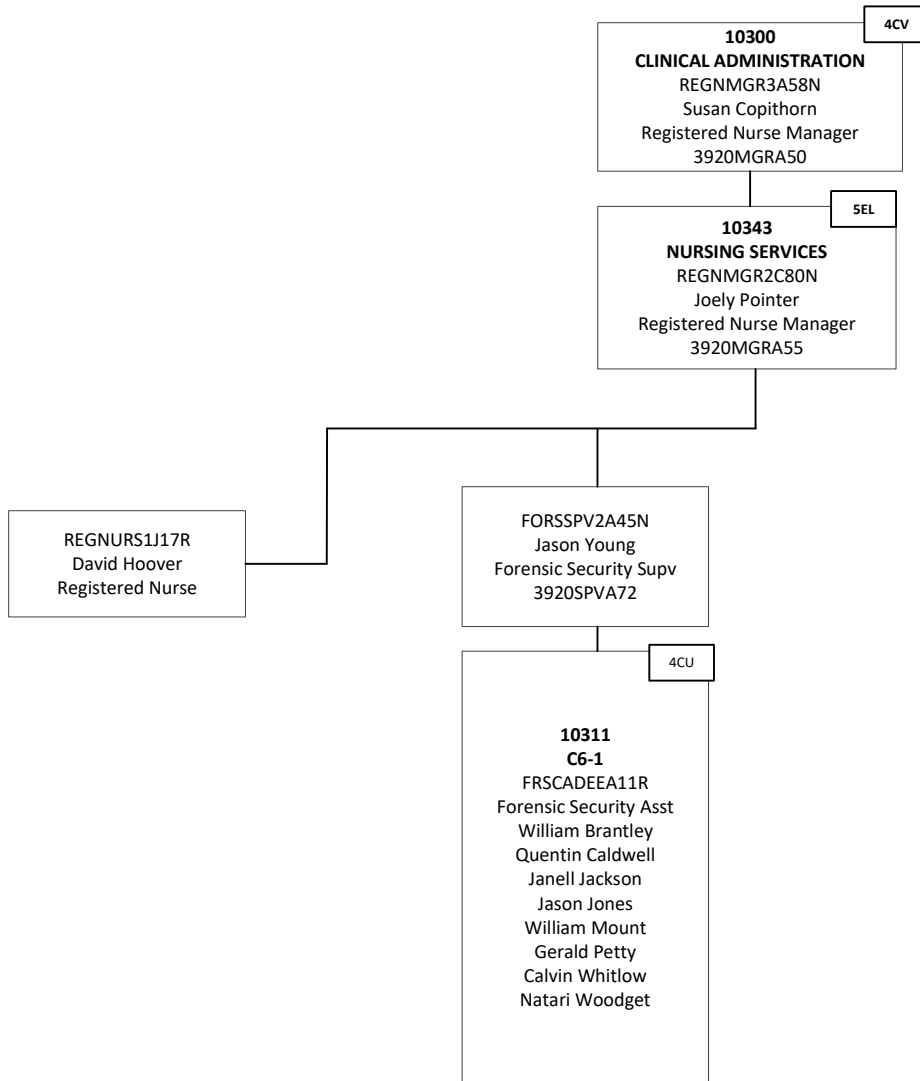 4CV
10300
CLINICAL ADMINISTRATION
REGNMGR3A58N
Susan Copithorn
Registered Nurse Manager
3920MGRA50
5EL
10343
NURSING SERVICES
REGNMGR2C80N
Joely Pointer
Registered Nurse Manager
3920MGRA55
REGNURS1J17R
David Hoover
Registered Nurse
FORSSPV2A45N
Jason Young
Forensic Security Supv
3920SPVA72
4CU
10311
C6-1
FRSCADEEA11R
Forensic Security Asst
William Brantley
Quentin Caldwell
Janell Jackson
Jason Jones
William Mount
Gerald Petty
Calvin Whitlow
Natari Woodget